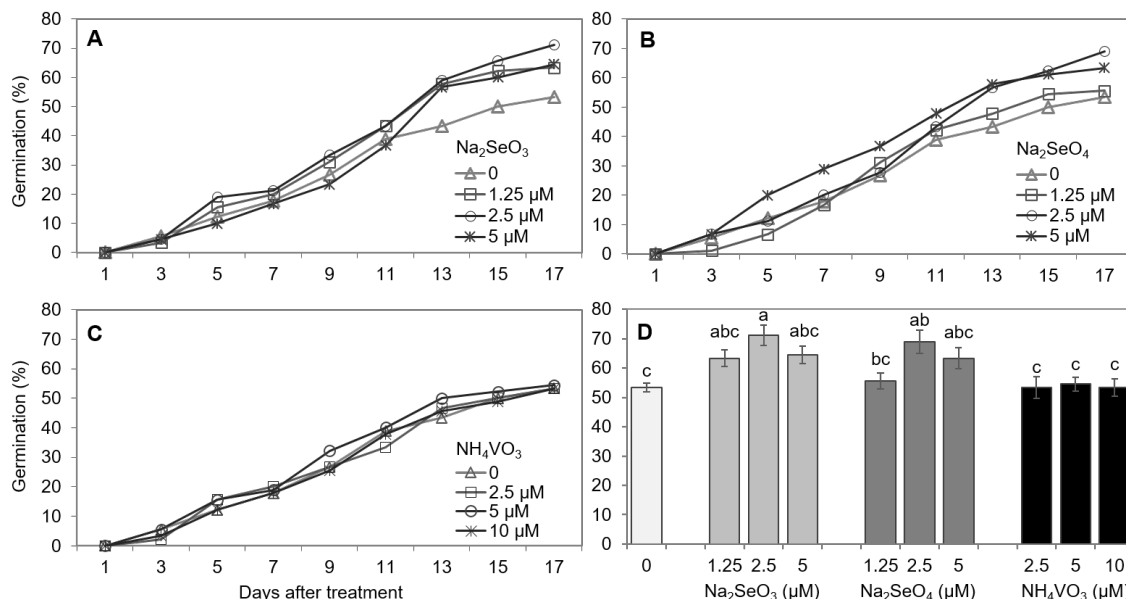 A
Germination (%)
80
70
60
50
40
30
20
10
0
1 3 5 7 9 11 13 15 17
Na₂SeO₃
0
1.25 µM
2.5 µM
5 µM
B
80
70
60
50
40
30
20
10
0
1 3 5 7 9 11 13 15 17
Na₂SeO₄
0
1.25 µM
2.5 µM
5 µM
C
Germination (%)
80
70
60
50
40
30
20
10
0
1 3 5 7 9 11 13 15 17
Days after treatment
NH₄VO₃
0
2.5 µM
5 µM
10 µM
D
80
70
60
50
40
30
20
10
0
c abc a abc bc ab abc c c c
0 1.25 2.5 5 1.25 2.5 5 2.5 5 10
Na₂SeO₃ (µM) Na₂SeO₄ (µM) NH₄VO₃ (µM)